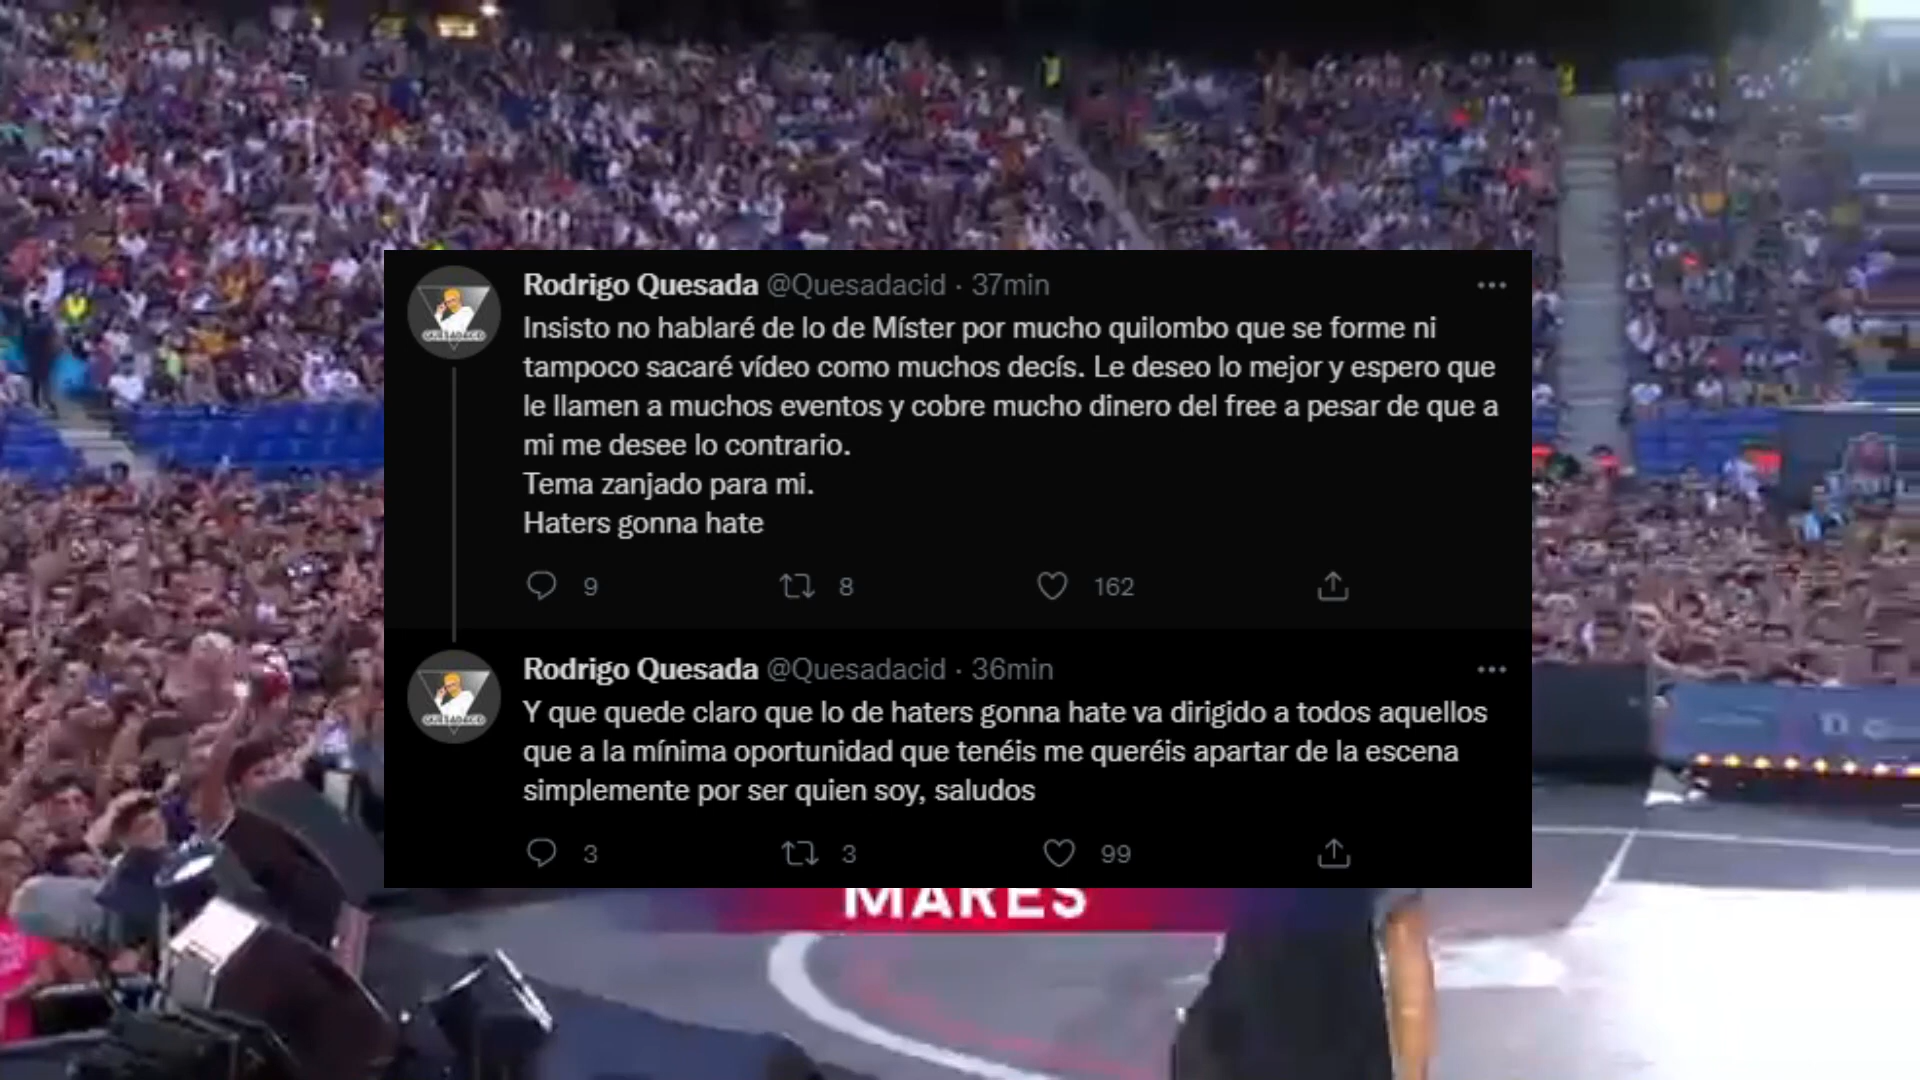 Rodrigo Quesada @Quesadacid · 37min
Insisto no hablaré de lo de Míster por mucho quilombo que se forme ni
tampoco sacaré vídeo como muchos decís. Le deseo lo mejor y espero que
le llamen a muchos eventos y cobre mucho dinero del free a pesar de que a
mi me desee lo contrario.
Tema zanjado para mi.
Haters gonna hate
9 8 162
Rodrigo Quesada @Quesadacid · 36min
Y que quede claro que lo de haters gonna hate va dirigido a todos aquellos
que a la mínima oportunidad que tenéis me queréis apartar de la escena
simplemente por ser quien soy, saludos
3 3 99
MARES